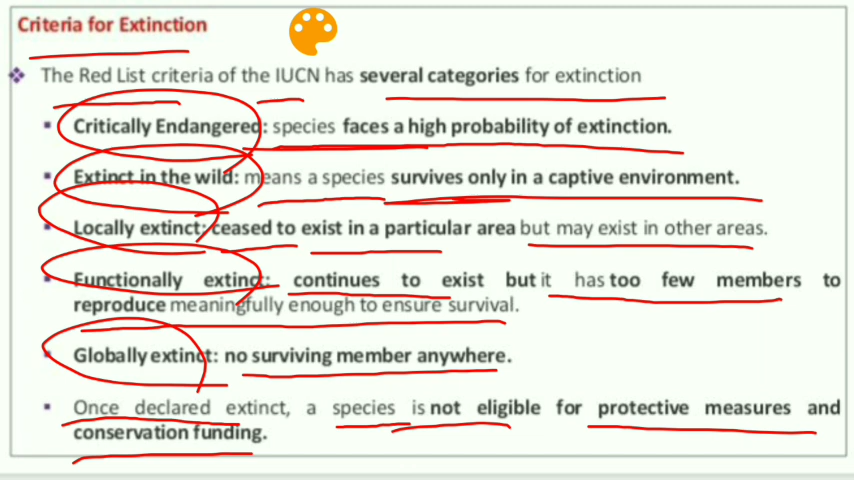 Criteria for Extinction
The Red List criteria of the IUCN has several categories for extinction
Critically Endangered: species faces a high probability of extinction.
Extinct in the wild: means a species survives only in a captive environment.
Locally extinct: ceased to exist in a particular area but may exist in other areas.
Functionally extinct: continues to exist but it has too few members to
reproduce meaningfully enough to ensure survival.
Globally extinct: no surviving member anywhere.
Once declared extinct, a species is not eligible for protective measures and
conservation funding.